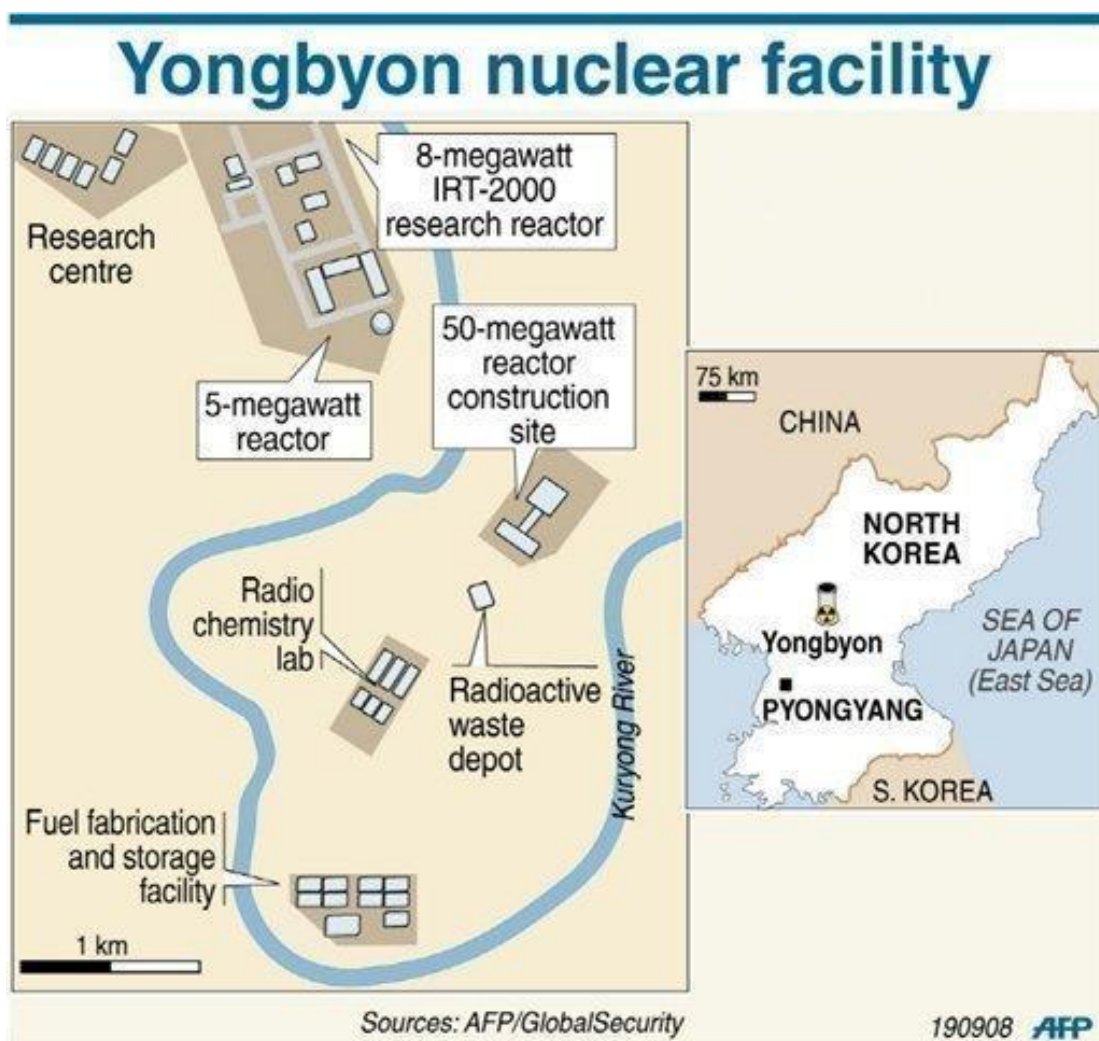 Yongbyon nuclear facility
8-megawatt
IRT-2000
research reactor
Research
centre
50-megawatt
reactor
construction
site
5-megawatt
reactor
75 km
CHINA
NORTH
KOREA
Yongbyon
SEA OF
JAPAN
(East Sea)
PYONGYANG
S. KOREA
Radio
chemistry
lab
Radioactive
waste
depot
Kuryong River
Fuel fabrication
and storage
facility
1 km
Sources: AFP/GlobalSecurity
190908 AFP